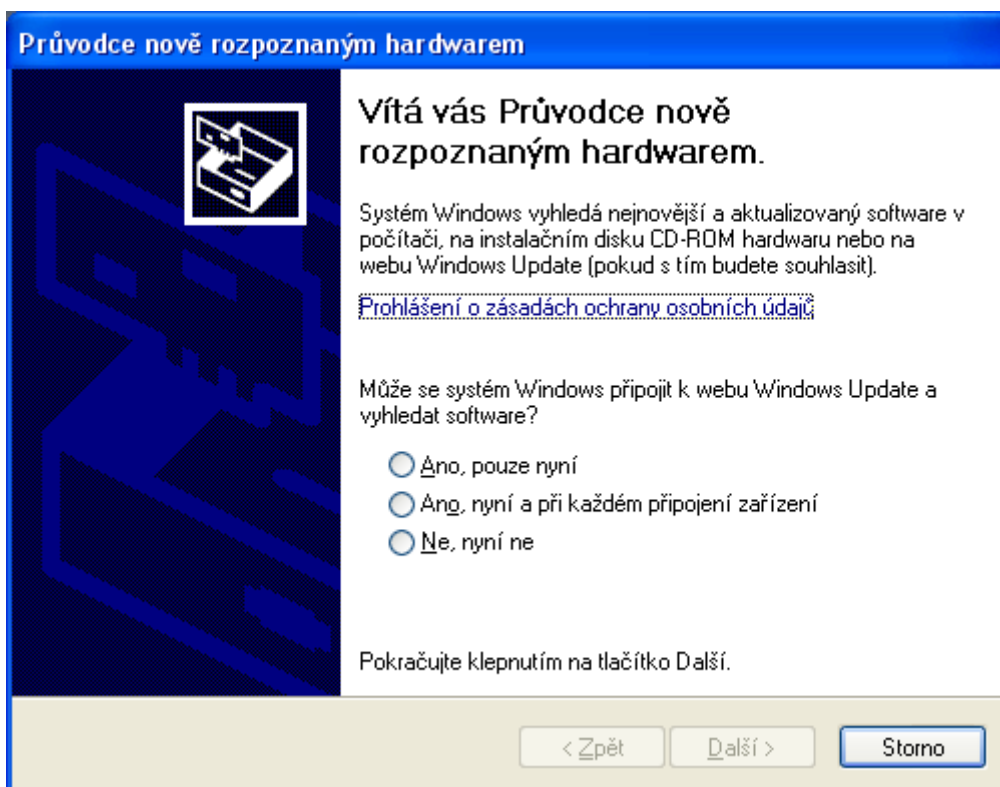 Průvodce nově rozpoznaným hardwarem
Vítá vás Průvodce nově
rozpoznaným hardwarem.
Systém Windows vyhledá nejnovější a aktualizovaný software v
počítači, na instalačním disku CD-ROM hardwaru nebo na
webu Windows Update (pokud s tím budete souhlasit).
Prohlášení o zásadách ochrany osobních údajů
Může se systém Windows připojit k webu Windows Update a
vyhledat software?
Ano, pouze nyní
Ano, nyní a při každém připojení zařízení
Ne, nyní ne
Pokračujte klepnutím na tlačítko Další.
< Zpět
Další >
Storno